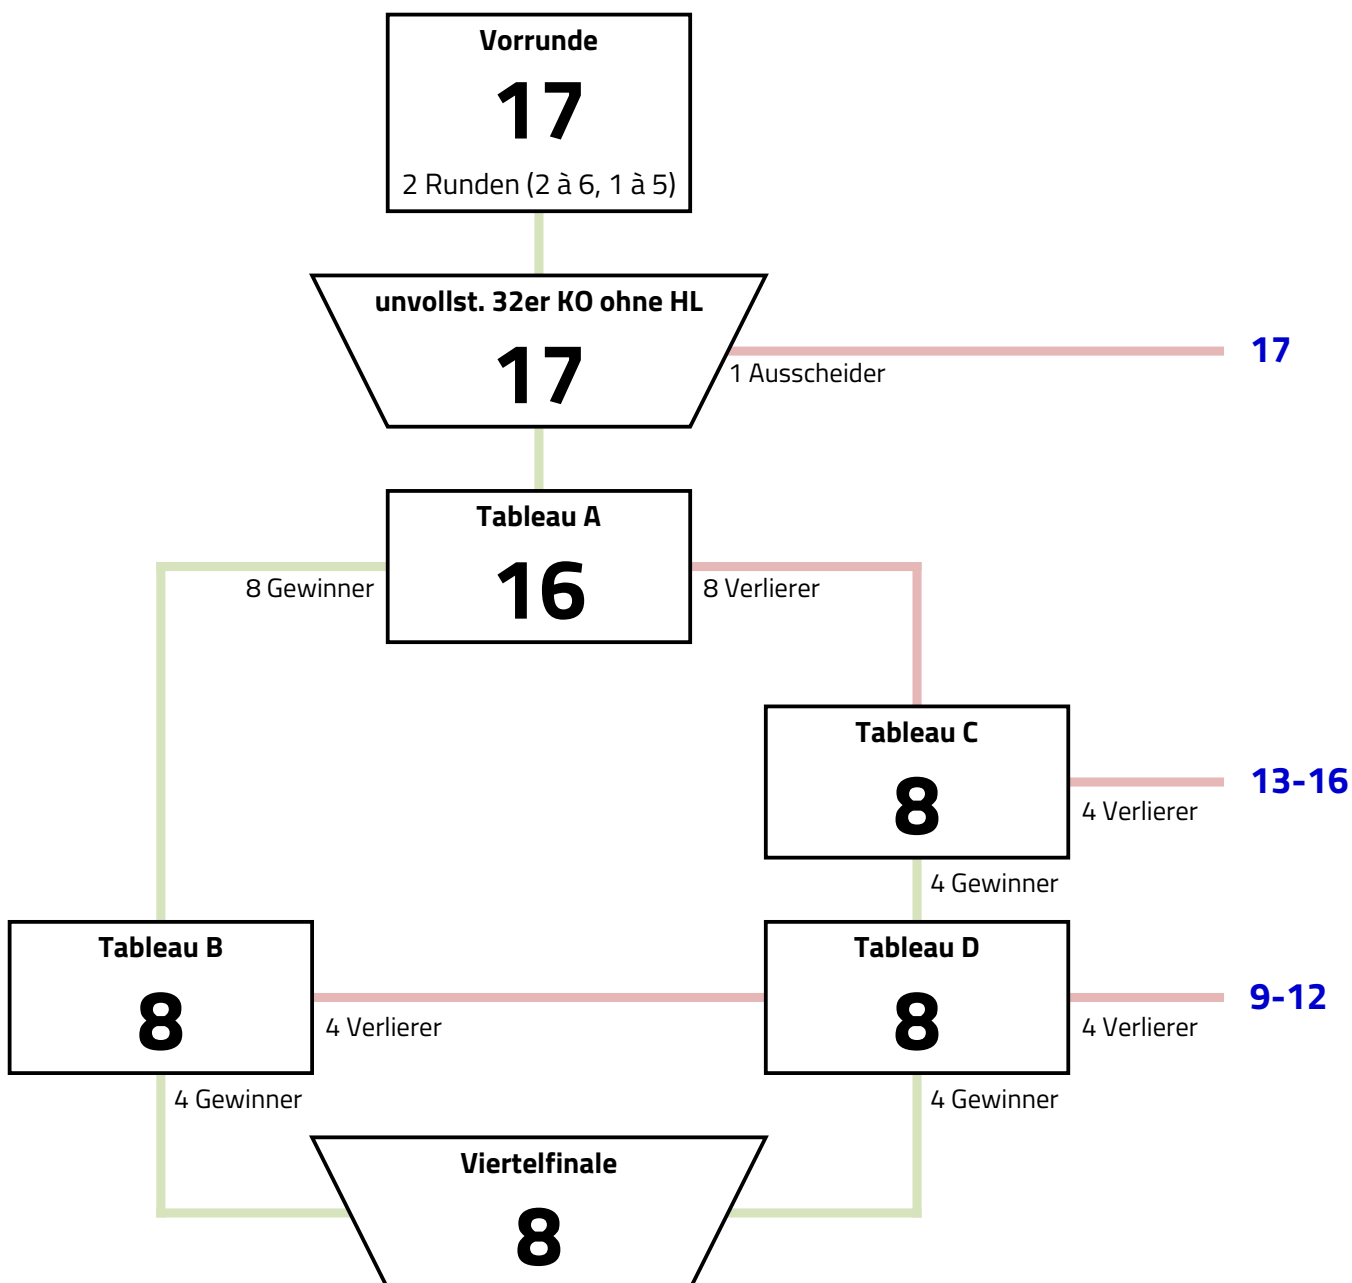 Vorrunde
17
2 Runden (2 à 6, 1 à 5)
unvollst. 32er KO ohne HL
17
1 Ausscheider
17
Tableau A
16
8 Gewinner
8 Verlierer
Tableau C
8
4 Verlierer
13-16
4 Gewinner
Tableau B
8
4 Verlierer
Tableau D
8
4 Verlierer
9-12
4 Gewinner
4 Gewinner
Viertelfinale
8